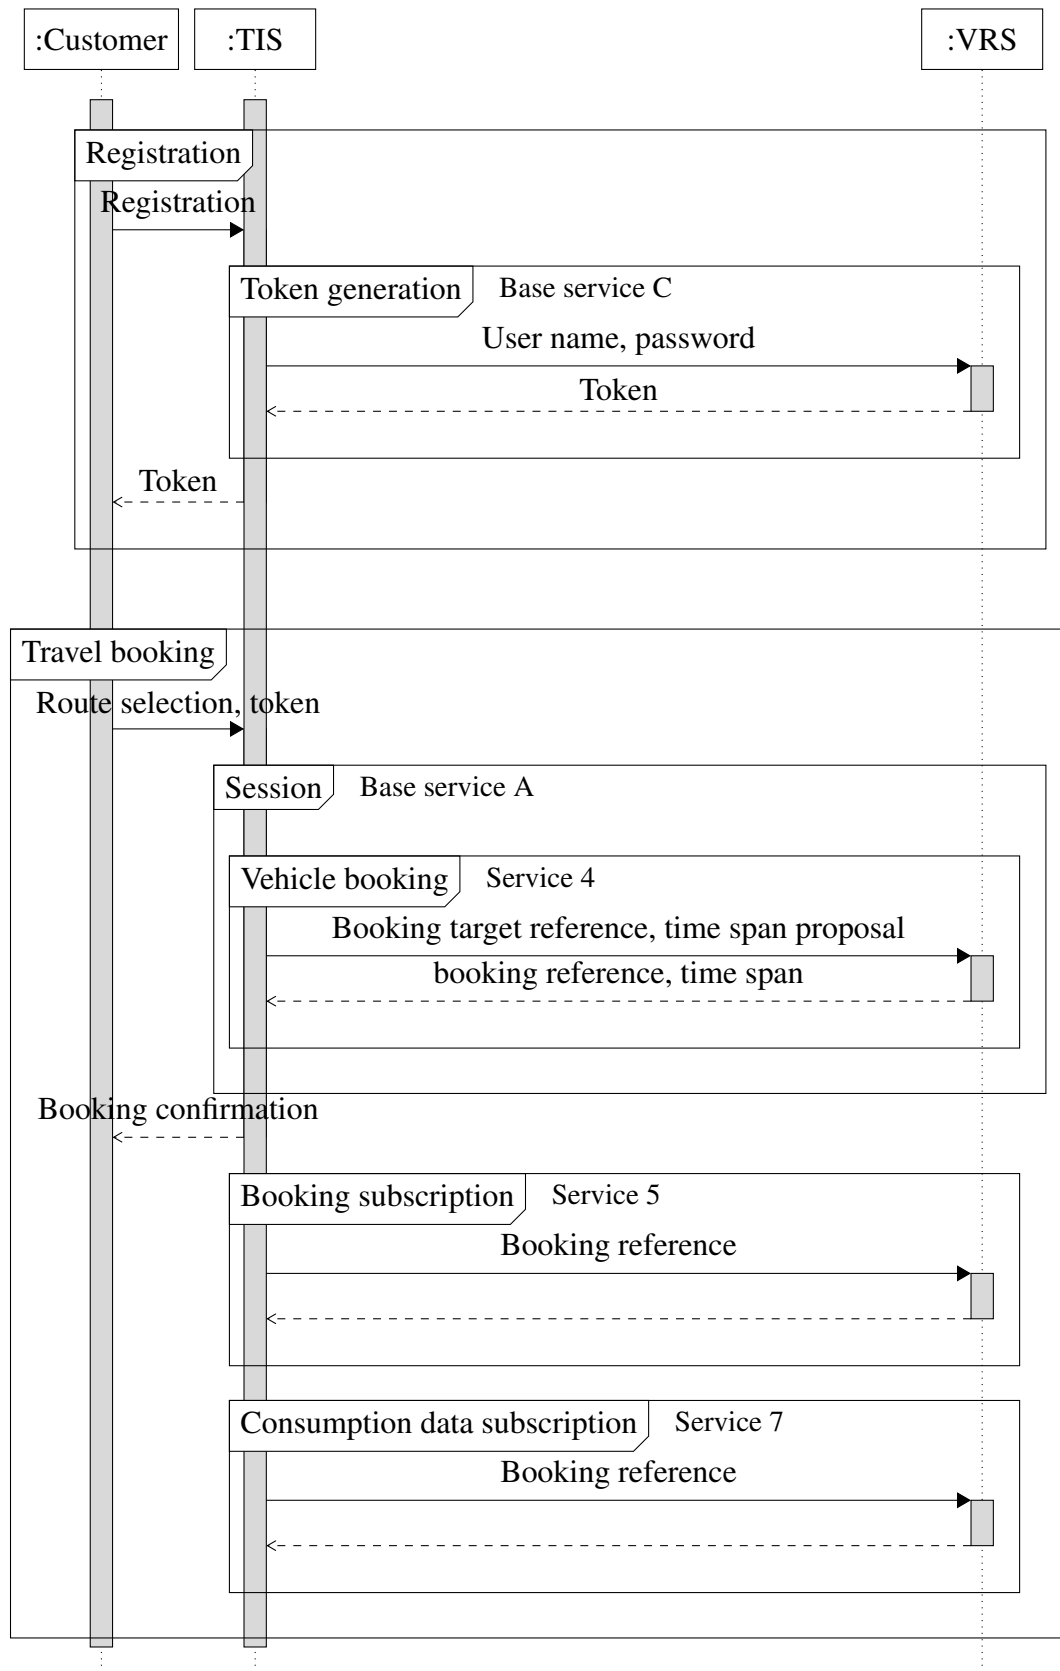 :Customer
:TIS
:VRS
Registration
Registration
Token generation
Base service C
User name, password
Token
Token
Travel booking
Route selection, token
Session
Base service A
Vehicle booking
Service 4
Booking target reference, time span proposal
booking reference, time span
Booking confirmation
Booking subscription
Service 5
Booking reference
Consumption data subscription
Service 7
Booking reference